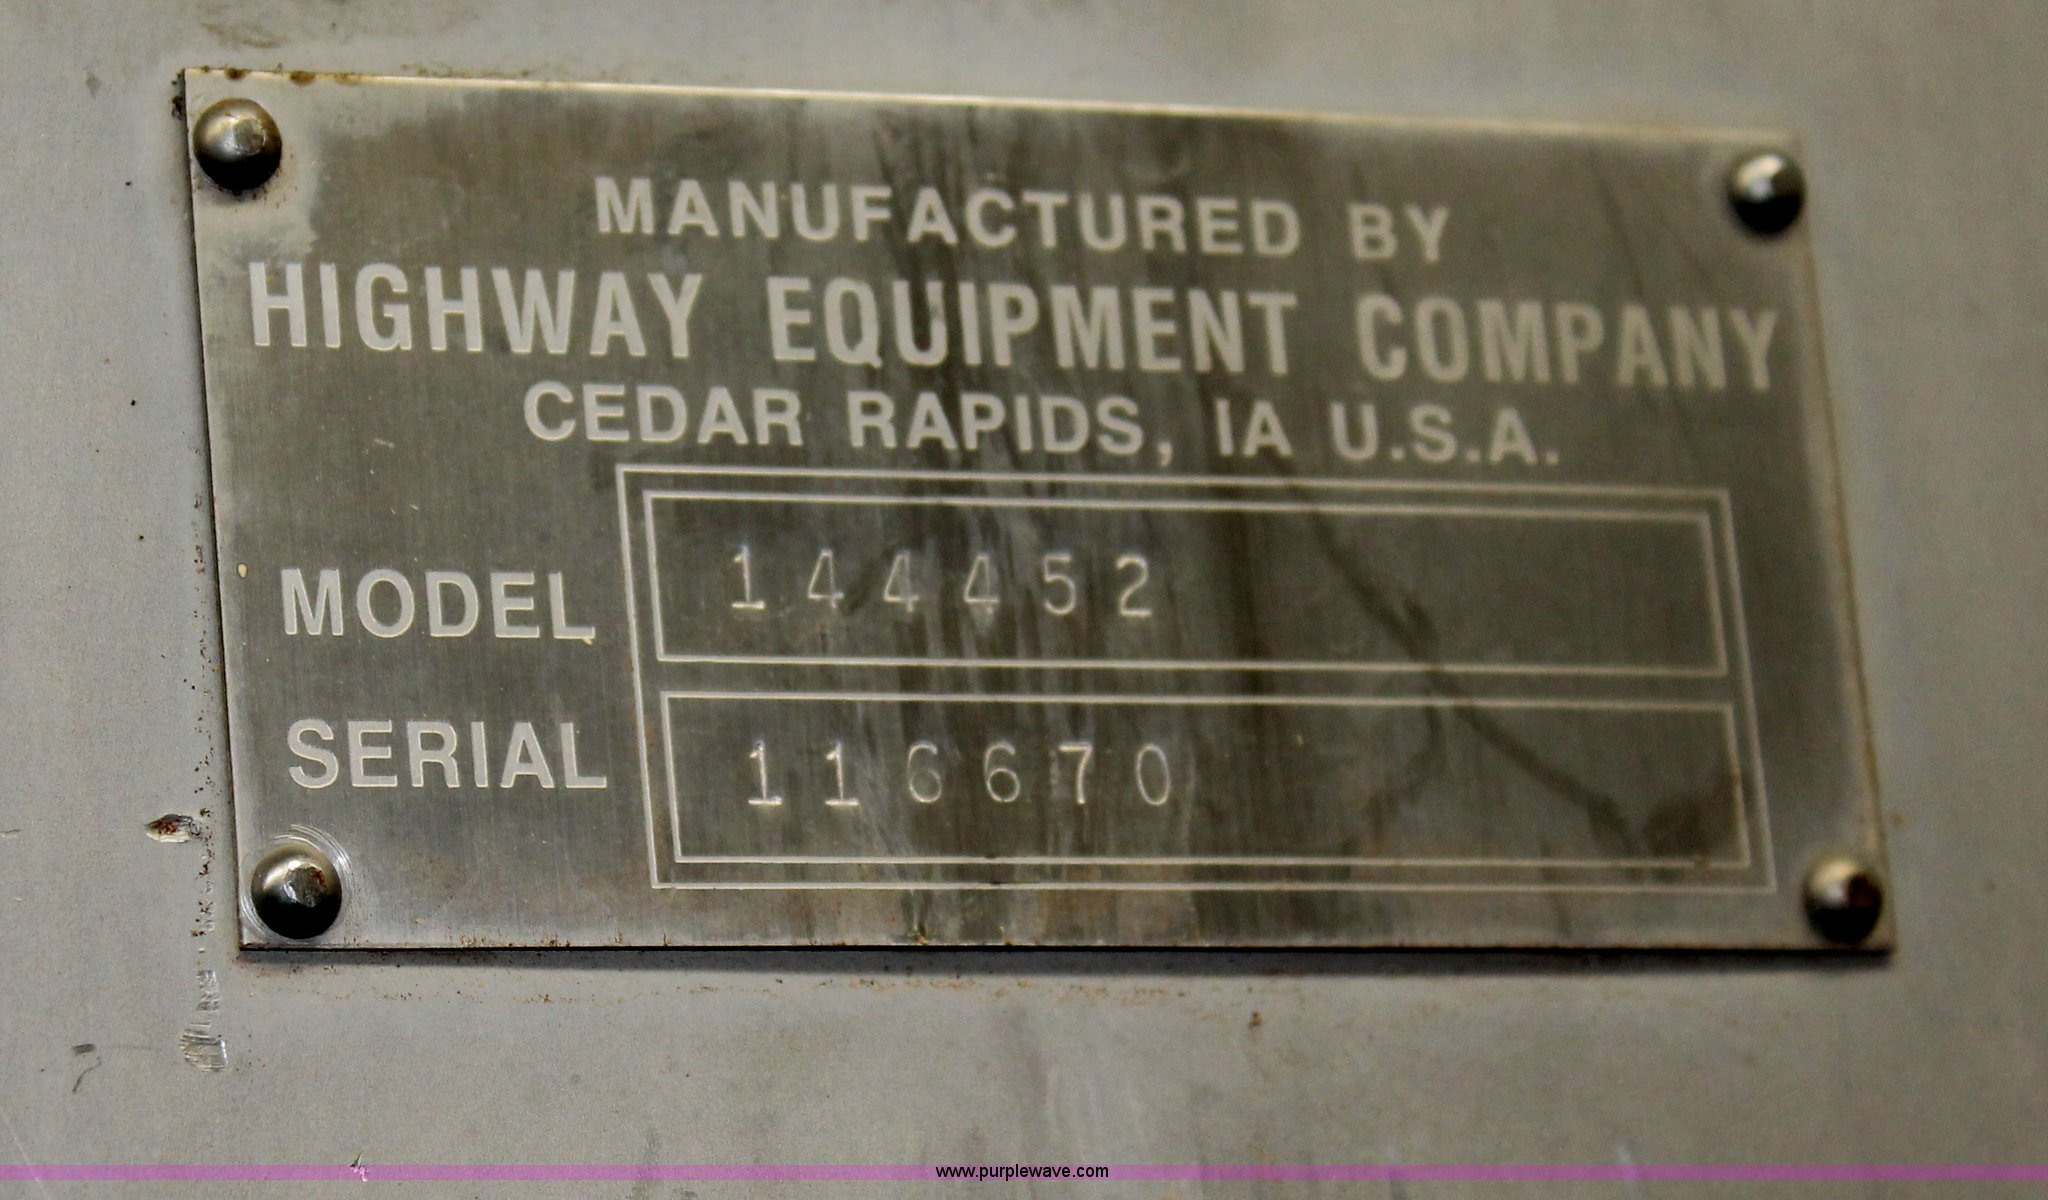 MANUFACTURED BY
HIGHWAY EQUIPMENT COMPANY
CEDAR RAPIDS, IA U.S.A.
MODEL 144452
SERIAL 116670
www.purplewave.com